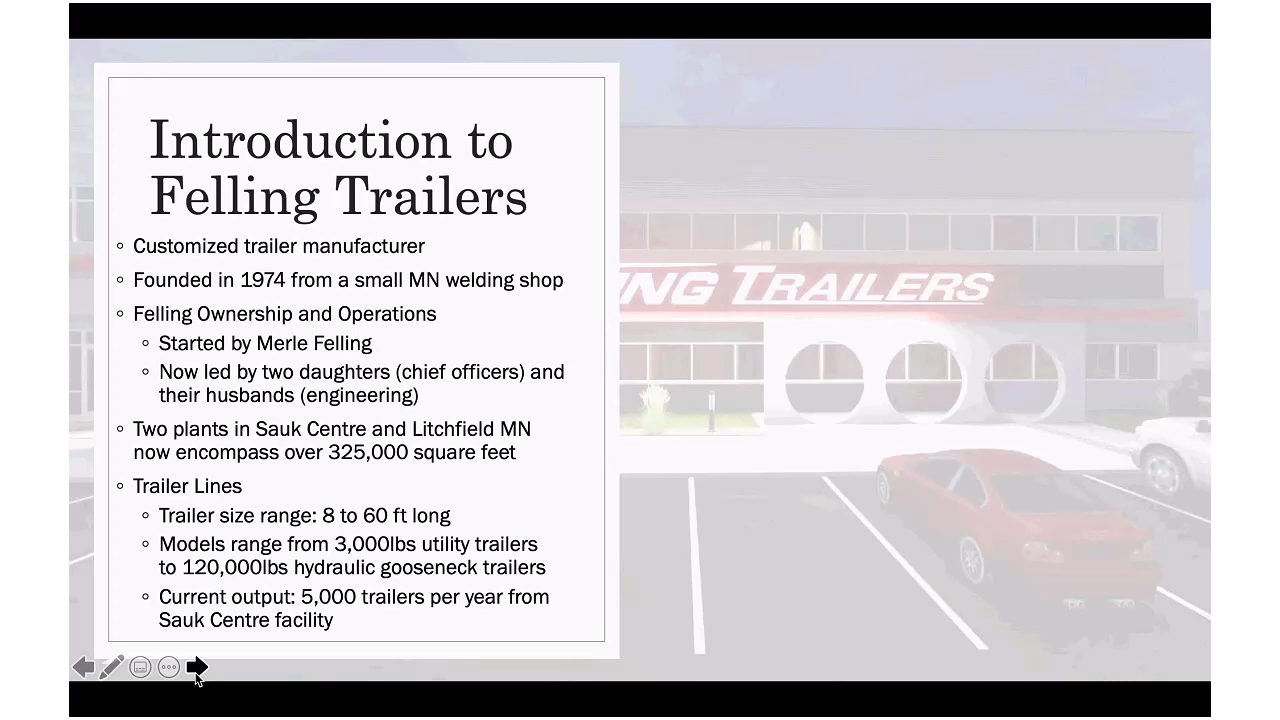 Introduction to
Felling Trailers
Customized trailer manufacturer
Founded in 1974 from a small MN welding shop
Felling Ownership and Operations
Started by Merle Felling
Now led by two daughters (chief officers) and
their husbands (engineering)
Two plants in Sauk Centre and Litchfield MN
now encompass over 325,000 square feet
Trailer Lines
Trailer size range: 8 to 60 ft long
Models range from 3,000lbs utility trailers
to 120,000lbs hydraulic gooseneck trailers
Current output: 5,000 trailers per year from
Sauk Centre facility
NG TRAILERS